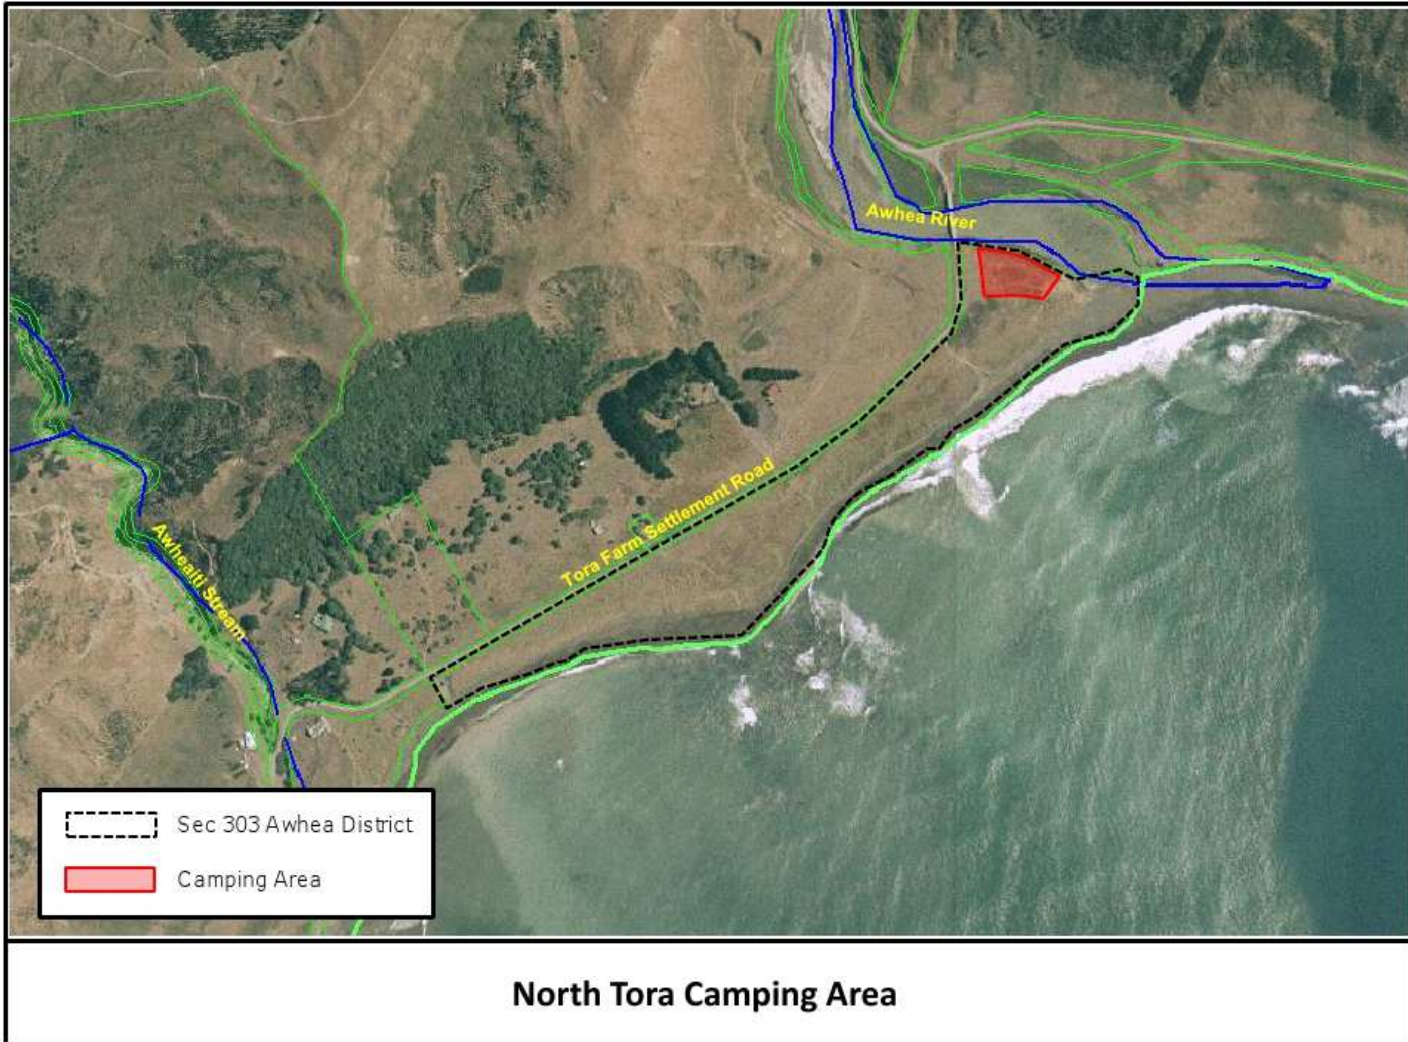 Awhea River
Tora Farm Settlement Road
Awheaiti Stream
Sec 303 Awhea District
Camping Area
North Tora Camping Area